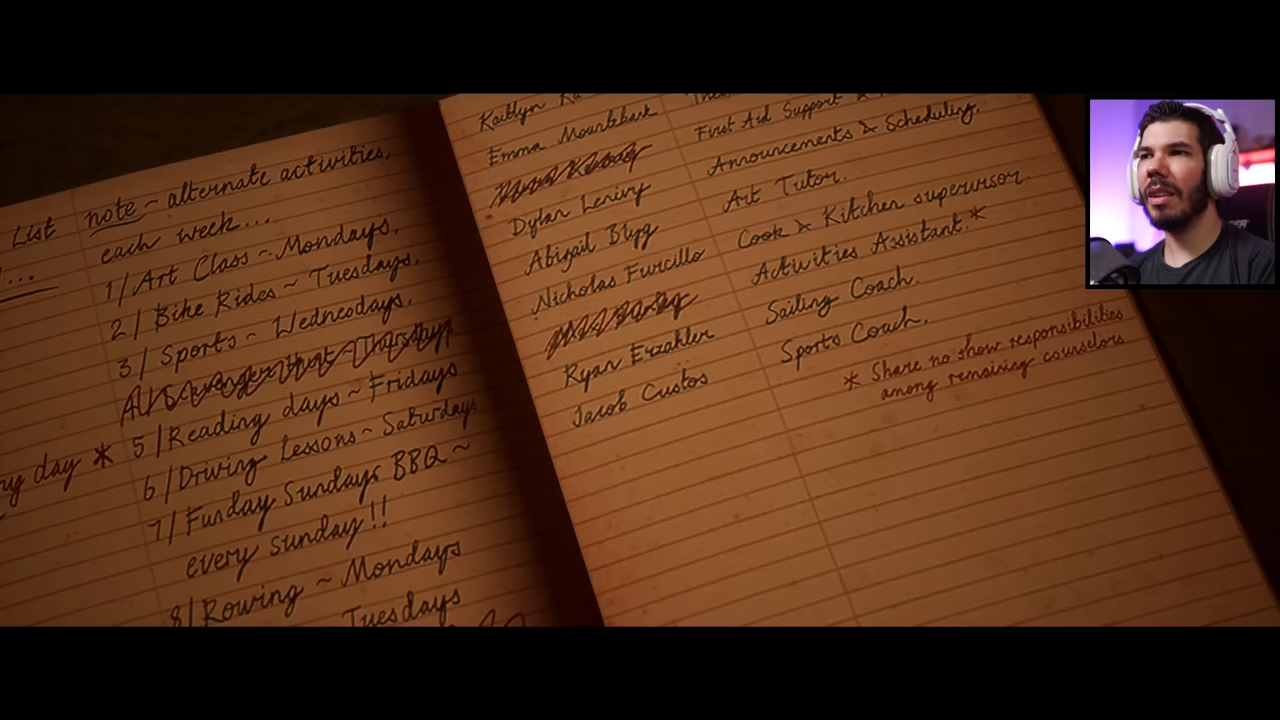 List
note ~ alternate activities,
each week...
1/ Art Class ~ Mondays.
2/ Bike Rides ~ Tuesdays.
3/ Sports ~ Wednesdays.
5/ Reading days ~ Fridays
6/ Driving Lessons ~ Saturdays
7/ Funday Sundays BBQ ~
every sunday!!
8/ Rowing ~ Mondays
Tuesdays
day *
Kaitlyn
Emma Mountebank
Dylan Lenivy
Abigail Blyg
Nicholas Furcillo
Ryan Erzahler
Jacob Custos
First Aid Support &
Announcements & Scheduling.
Art Tutor.
Cook & Kitchen supervisor.
Activities Assistant.*
Sailing Coach.
Sports Coach.
* Share no show responsibilities
among remaining counselors